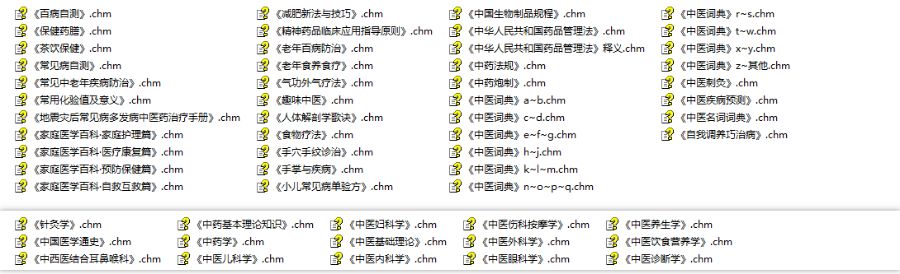 《百病自测》.chm
《保健药膳》.chm
《茶饮保健》.chm
《常见病自测》.chm
《常见中老年疾病防治》.chm
《常用化验值及意义》.chm
《地震灾后常见病多发病中医药治疗手册》.chm
《家庭医学百科·家庭护理篇》.chm
《家庭医学百科·医疗康复篇》.chm
《家庭医学百科·预防保健篇》.chm
《家庭医学百科·自救互救篇》.chm
《减肥新法与技巧》.chm
《精神药品临床应用指导原则》.chm
《老年百病防治》.chm
《老年食养食疗》.chm
《气功外气疗法》.chm
《趣味中医》.chm
《人体解剖学歌诀》.chm
《食物疗法》.chm
《手穴手纹诊治》.chm
《手掌与疾病》.chm
《小儿常见病单验方》.chm
《中国生物制品规程》.chm
《中华人民共和国药品管理法》.chm
《中华人民共和国药品管理法》释义.chm
《中药法规》.chm
《中药炮制》.chm
《中医词典》a~b.chm
《中医词典》c~d.chm
《中医词典》e~f~g.chm
《中医词典》h~j.chm
《中医词典》k~l~m.chm
《中医词典》n~o~p~q.chm
《中医词典》r~s.chm
《中医词典》t~w.chm
《中医词典》x~y.chm
《中医词典》z~其他.chm
《中医刺灸》.chm
《中医疾病预测》.chm
《中医名词词典》.chm
《自我调养巧治病》.chm
《针灸学》.chm
《中国医学通史》.chm
《中西医结合耳鼻喉科》.chm
《中药基本理论知识》.chm
《中药学》.chm
《中医儿科学》.chm
《中医妇科学》.chm
《中医基础理论》.chm
《中医内科学》.chm
《中医伤科按摩学》.chm
《中医外科学》.chm
《中医眼科学》.chm
《中医养生学》.chm
《中医饮食营养学》.chm
《中医诊断学》.chm